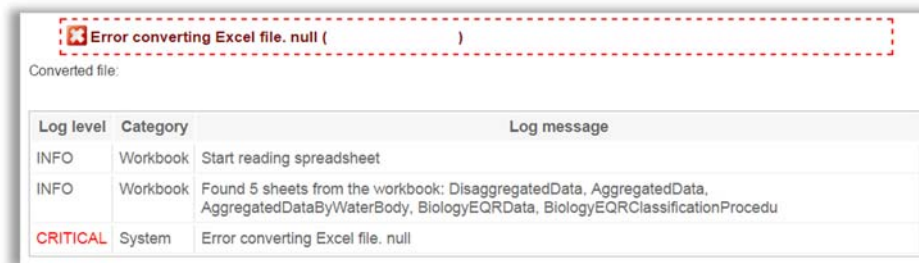 Error converting Excel file. null ( )
Converted file:
Log level Category Log message
INFO Workbook Start reading spreadsheet
INFO Workbook Found 5 sheets from the workbook: DisaggregatedData, AggregatedData,
AggregatedDataByWaterBody, BiologyEQRData, BiologyEQRClassificationProcedu
CRITICAL System Error converting Excel file. null